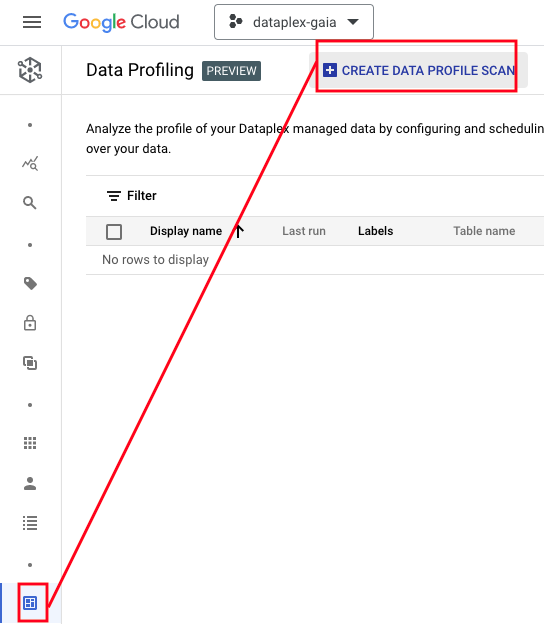 Google Cloud
dataplex-gaia
Data Profiling PREVIEW
CREATE DATA PROFILE SCAN
Analyze the profile of your Dataplex managed data by configuring and schedulin
over your data.
Filter
Display name Last run Labels Table name
No rows to display